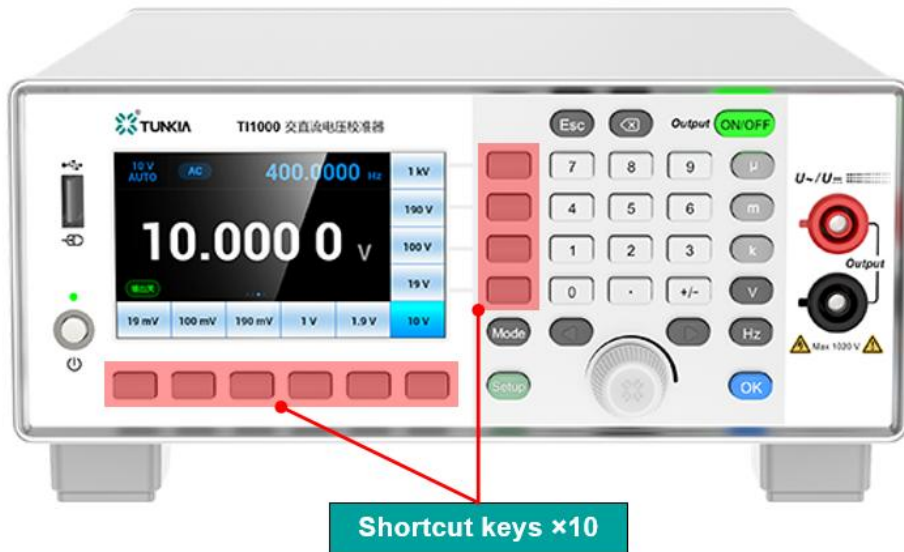 Esc Output ON/OFF
TUNKIA TI1000 交直流电压校准器
7 8 9 μ
10 V AUTO AC 400.0000 Hz 1 kV
U~/U⎓
190 V 4 5 6 m
10.000 0 V 100 V 1 2 3 k
Output
19 V 0 . +/- V
输出关
19 mV 100 mV 190 mV 1 V 1.9 V 10 V
Mode Hz
Max 1020 V
Setup OK
Shortcut keys ×10